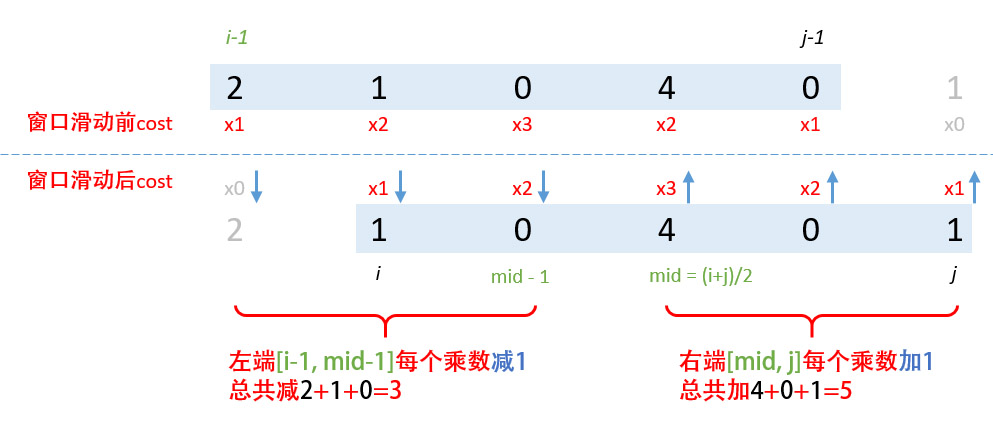 i-1 j-1
2 1 0 4 0 1
窗口滑动前cost x1 x2 x3 x2 x1 x0
窗口滑动后cost x0 x1 x2 x3 x2 x1
2 1 0 4 0 1
i mid - 1 mid = (i+j)/2 j
左端[i-1, mid-1]每个乘数减1
总共减2+1+0=3
右端[mid, j]每个乘数加1
总共加4+0+1=5